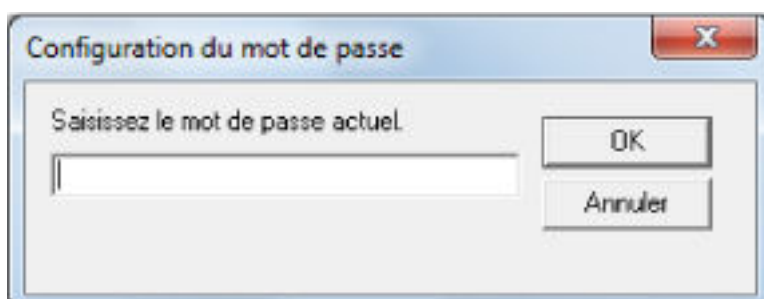 Configuration du mot de passe
Saisissez le mot de passe actuel.
OK
Annuler